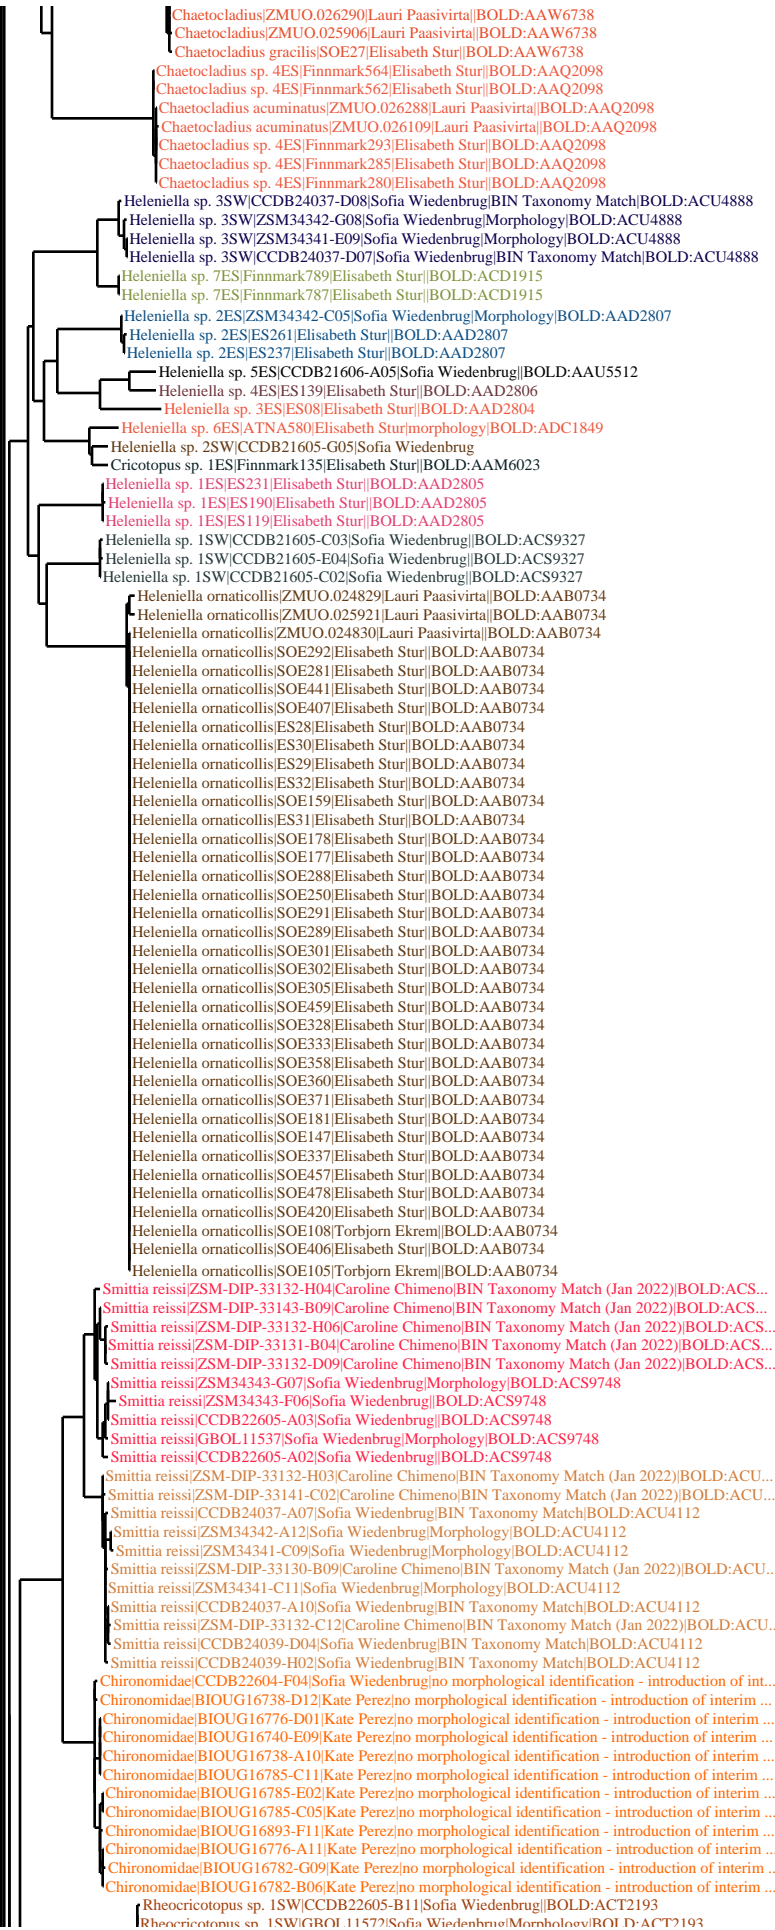 Chaetocladius|ZMUO.026290|Lauri Paasivirta||BOLD:AAW6738
Chaetocladius|ZMUO.025906|Lauri Paasivirta||BOLD:AAW6738
Chaetocladius gracilis|SOE27|Elisabeth Stur||BOLD:AAW6738
Chaetocladius sp. 4ES|Finnmark564|Elisabeth Stur||BOLD:AAQ2098
Chaetocladius sp. 4ES|Finnmark562|Elisabeth Stur||BOLD:AAQ2098
Chaetocladius acuminatus|ZMUO.026288|Lauri Paasivirta||BOLD:AAQ2098
Chaetocladius acuminatus|ZMUO.026109|Lauri Paasivirta||BOLD:AAQ2098
Chaetocladius sp. 4ES|Finnmark293|Elisabeth Stur||BOLD:AAQ2098
Chaetocladius sp. 4ES|Finnmark285|Elisabeth Stur||BOLD:AAQ2098
Chaetocladius sp. 4ES|Finnmark280|Elisabeth Stur||BOLD:AAQ2098
Heleniella sp. 3SW|CCDB24037-D08|Sofia Wiedenbrug|BIN Taxonomy Match|BOLD:ACU4888
Heleniella sp. 3SW|ZSM34342-G08|Sofia Wiedenbrug|Morphology|BOLD:ACU4888
Heleniella sp. 3SW|ZSM34341-E09|Sofia Wiedenbrug|Morphology|BOLD:ACU4888
Heleniella sp. 3SW|CCDB24037-D07|Sofia Wiedenbrug|BIN Taxonomy Match|BOLD:ACU4888
Heleniella sp. 7ES|Finnmark789|Elisabeth Stur||BOLD:ACD1915
Heleniella sp. 7ES|Finnmark787|Elisabeth Stur||BOLD:ACD1915
Heleniella sp. 2ES|ZSM34342-C05|Sofia Wiedenbrug|Morphology|BOLD:AAD2807
Heleniella sp. 2ES|ES261|Elisabeth Stur||BOLD:AAD2807
Heleniella sp. 2ES|ES237|Elisabeth Stur||BOLD:AAD2807
Heleniella sp. 5ES|CCDB21606-A05|Sofia Wiedenbrug||BOLD:AAU5512
Heleniella sp. 4ES|ES139|Elisabeth Stur||BOLD:AAD2806
Heleniella sp. 3ES|ES08|Elisabeth Stur||BOLD:AAD2804
Heleniella sp. 6ES|ATNA580|Elisabeth Stur|morphology|BOLD:ADC1849
Heleniella sp. 2SW|CCDB21605-G05|Sofia Wiedenbrug
Cricotopus sp. 1ES|Finnmark135|Elisabeth Stur||BOLD:AAM6023
Heleniella sp. 1ES|ES231|Elisabeth Stur||BOLD:AAD2805
Heleniella sp. 1ES|ES190|Elisabeth Stur||BOLD:AAD2805
Heleniella sp. 1ES|ES119|Elisabeth Stur||BOLD:AAD2805
Heleniella sp. 1SW|CCDB21605-C03|Sofia Wiedenbrug||BOLD:ACS9327
Heleniella sp. 1SW|CCDB21605-E04|Sofia Wiedenbrug||BOLD:ACS9327
Heleniella sp. 1SW|CCDB21605-C02|Sofia Wiedenbrug||BOLD:ACS9327
Heleniella ornaticollis|ZMUO.024829|Lauri Paasivirta||BOLD:AAB0734
Heleniella ornaticollis|ZMUO.025921|Lauri Paasivirta||BOLD:AAB0734
Heleniella ornaticollis|ZMUO.024830|Lauri Paasivirta||BOLD:AAB0734
Heleniella ornaticollis|SOE292|Elisabeth Stur||BOLD:AAB0734
Heleniella ornaticollis|SOE281|Elisabeth Stur||BOLD:AAB0734
Heleniella ornaticollis|SOE441|Elisabeth Stur||BOLD:AAB0734
Heleniella ornaticollis|SOE407|Elisabeth Stur||BOLD:AAB0734
Heleniella ornaticollis|ES28|Elisabeth Stur||BOLD:AAB0734
Heleniella ornaticollis|ES30|Elisabeth Stur||BOLD:AAB0734
Heleniella ornaticollis|ES29|Elisabeth Stur||BOLD:AAB0734
Heleniella ornaticollis|ES32|Elisabeth Stur||BOLD:AAB0734
Heleniella ornaticollis|SOE159|Elisabeth Stur||BOLD:AAB0734
Heleniella ornaticollis|ES31|Elisabeth Stur||BOLD:AAB0734
Heleniella ornaticollis|SOE178|Elisabeth Stur||BOLD:AAB0734
Heleniella ornaticollis|SOE177|Elisabeth Stur||BOLD:AAB0734
Heleniella ornaticollis|SOE288|Elisabeth Stur||BOLD:AAB0734
Heleniella ornaticollis|SOE250|Elisabeth Stur||BOLD:AAB0734
Heleniella ornaticollis|SOE291|Elisabeth Stur||BOLD:AAB0734
Heleniella ornaticollis|SOE289|Elisabeth Stur||BOLD:AAB0734
Heleniella ornaticollis|SOE301|Elisabeth Stur||BOLD:AAB0734
Heleniella ornaticollis|SOE302|Elisabeth Stur||BOLD:AAB0734
Heleniella ornaticollis|SOE305|Elisabeth Stur||BOLD:AAB0734
Heleniella ornaticollis|SOE459|Elisabeth Stur||BOLD:AAB0734
Heleniella ornaticollis|SOE328|Elisabeth Stur||BOLD:AAB0734
Heleniella ornaticollis|SOE333|Elisabeth Stur||BOLD:AAB0734
Heleniella ornaticollis|SOE358|Elisabeth Stur||BOLD:AAB0734
Heleniella ornaticollis|SOE360|Elisabeth Stur||BOLD:AAB0734
Heleniella ornaticollis|SOE371|Elisabeth Stur||BOLD:AAB0734
Heleniella ornaticollis|SOE181|Elisabeth Stur||BOLD:AAB0734
Heleniella ornaticollis|SOE147|Elisabeth Stur||BOLD:AAB0734
Heleniella ornaticollis|SOE337|Elisabeth Stur||BOLD:AAB0734
Heleniella ornaticollis|SOE457|Elisabeth Stur||BOLD:AAB0734
Heleniella ornaticollis|SOE478|Elisabeth Stur||BOLD:AAB0734
Heleniella ornaticollis|SOE420|Elisabeth Stur||BOLD:AAB0734
Heleniella ornaticollis|SOE108|Torbjorn Ekrem||BOLD:AAB0734
Heleniella ornaticollis|SOE406|Elisabeth Stur||BOLD:AAB0734
Heleniella ornaticollis|SOE105|Torbjorn Ekrem||BOLD:AAB0734
Smittia reissi|ZSM-DIP-33132-H04|Caroline Chimeno|BIN Taxonomy Match (Jan 2022)|BOLD:ACS...
Smittia reissi|ZSM-DIP-33143-B09|Caroline Chimeno|BIN Taxonomy Match (Jan 2022)|BOLD:ACS...
Smittia reissi|ZSM-DIP-33132-H06|Caroline Chimeno|BIN Taxonomy Match (Jan 2022)|BOLD:ACS...
Smittia reissi|ZSM-DIP-33131-B04|Caroline Chimeno|BIN Taxonomy Match (Jan 2022)|BOLD:ACS...
Smittia reissi|ZSM-DIP-33132-D09|Caroline Chimeno|BIN Taxonomy Match (Jan 2022)|BOLD:ACS...
Smittia reissi|ZSM34343-G07|Sofia Wiedenbrug|Morphology|BOLD:ACS9748
Smittia reissi|ZSM34343-F06|Sofia Wiedenbrug||BOLD:ACS9748
Smittia reissi|CCDB22605-A03|Sofia Wiedenbrug||BOLD:ACS9748
Smittia reissi|GBOL11537|Sofia Wiedenbrug|Morphology|BOLD:ACS9748
Smittia reissi|CCDB22605-A02|Sofia Wiedenbrug||BOLD:ACS9748
Smittia reissi|ZSM-DIP-33132-H03|Caroline Chimeno|BIN Taxonomy Match (Jan 2022)|BOLD:ACU...
Smittia reissi|ZSM-DIP-33141-C02|Caroline Chimeno|BIN Taxonomy Match (Jan 2022)|BOLD:ACU...
Smittia reissi|CCDB24037-A07|Sofia Wiedenbrug|BIN Taxonomy Match|BOLD:ACU4112
Smittia reissi|ZSM34342-A12|Sofia Wiedenbrug|Morphology|BOLD:ACU4112
Smittia reissi|ZSM34341-C09|Sofia Wiedenbrug|Morphology|BOLD:ACU4112
Smittia reissi|ZSM-DIP-33130-B09|Caroline Chimeno|BIN Taxonomy Match (Jan 2022)|BOLD:ACU...
Smittia reissi|ZSM34341-C11|Sofia Wiedenbrug|Morphology|BOLD:ACU4112
Smittia reissi|CCDB24037-A10|Sofia Wiedenbrug|BIN Taxonomy Match|BOLD:ACU4112
Smittia reissi|ZSM-DIP-33132-C12|Caroline Chimeno|BIN Taxonomy Match (Jan 2022)|BOLD:ACU...
Smittia reissi|CCDB24039-D04|Sofia Wiedenbrug|BIN Taxonomy Match|BOLD:ACU4112
Smittia reissi|CCDB24039-H02|Sofia Wiedenbrug|BIN Taxonomy Match|BOLD:ACU4112
Chironomidae|CCDB22604-F04|Sofia Wiedenbrug|no morphological identification - introduction of int...
Chironomidae|BIOUG16738-D12|Kate Perez|no morphological identification - introduction of interim ...
Chironomidae|BIOUG16776-D01|Kate Perez|no morphological identification - introduction of interim ...
Chironomidae|BIOUG16740-E09|Kate Perez|no morphological identification - introduction of interim ...
Chironomidae|BIOUG16738-A10|Kate Perez|no morphological identification - introduction of interim ...
Chironomidae|BIOUG16785-C11|Kate Perez|no morphological identification - introduction of interim ...
Chironomidae|BIOUG16785-E02|Kate Perez|no morphological identification - introduction of interim ...
Chironomidae|BIOUG16785-C05|Kate Perez|no morphological identification - introduction of interim ...
Chironomidae|BIOUG16893-F11|Kate Perez|no morphological identification - introduction of interim ...
Chironomidae|BIOUG16776-A11|Kate Perez|no morphological identification - introduction of interim ...
Chironomidae|BIOUG16782-G09|Kate Perez|no morphological identification - introduction of interim ...
Chironomidae|BIOUG16782-B06|Kate Perez|no morphological identification - introduction of interim ...
Rheocricotopus sp. 1SW|CCDB22605-B11|Sofia Wiedenbrug||BOLD:ACT2193
Rheocricotopus sp. 1SW|GBOL11572|Sofia Wiedenbrug|Morphology|BOLD:ACT2193